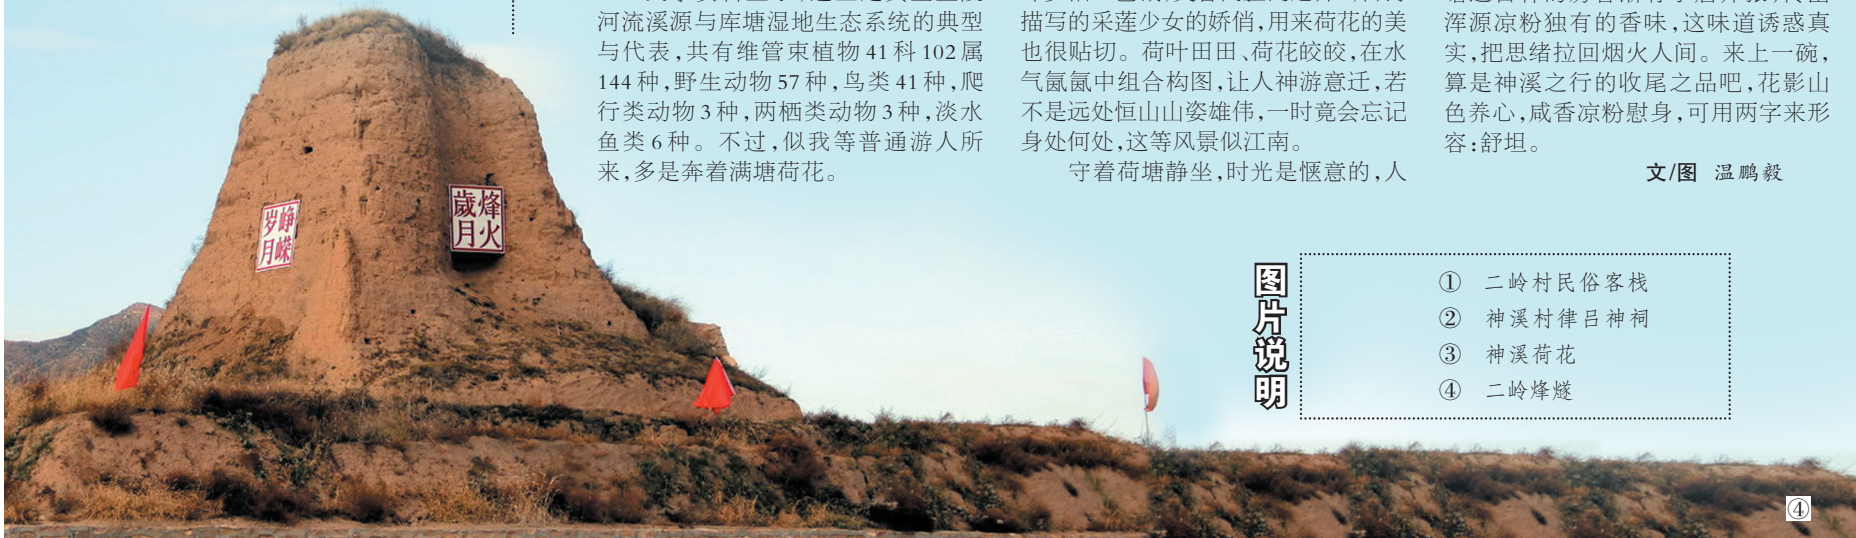 河流溪源与库塘湿地生态系统的典型
与代表,共有维管束植物41科102属
144种,野生动物57种,鸟类41种,爬
行类动物3种,两栖类动物3种,淡水
鱼类6种。不过,似我等普通游人所
来,多是奔着满塘荷花。
描写的采莲少女的娇俏,用来荷花的美
也很贴切。荷叶田田、荷花皎皎,在水
气氤氲中组合构图,让人神游意迁,若
不是远处恒山山姿雄伟,一时竟会忘记
身处何处,这等风景似江南。
守着荷塘静坐,时光是惬意的,人
浑源凉粉独有的香味,这味道诱惑真
实,把思绪拉回烟火人间。来上一碗,
算是神溪之行的收尾之品吧,花影山
色养心,咸香凉粉慰身,可用两字来形
容:舒坦。
文/图 温鹏毅
峥嵘
岁月
烽火
歲月
图片说明
① 二岭村民俗客栈
② 神溪村律吕神祠
③ 神溪荷花
④ 二岭烽燧
④